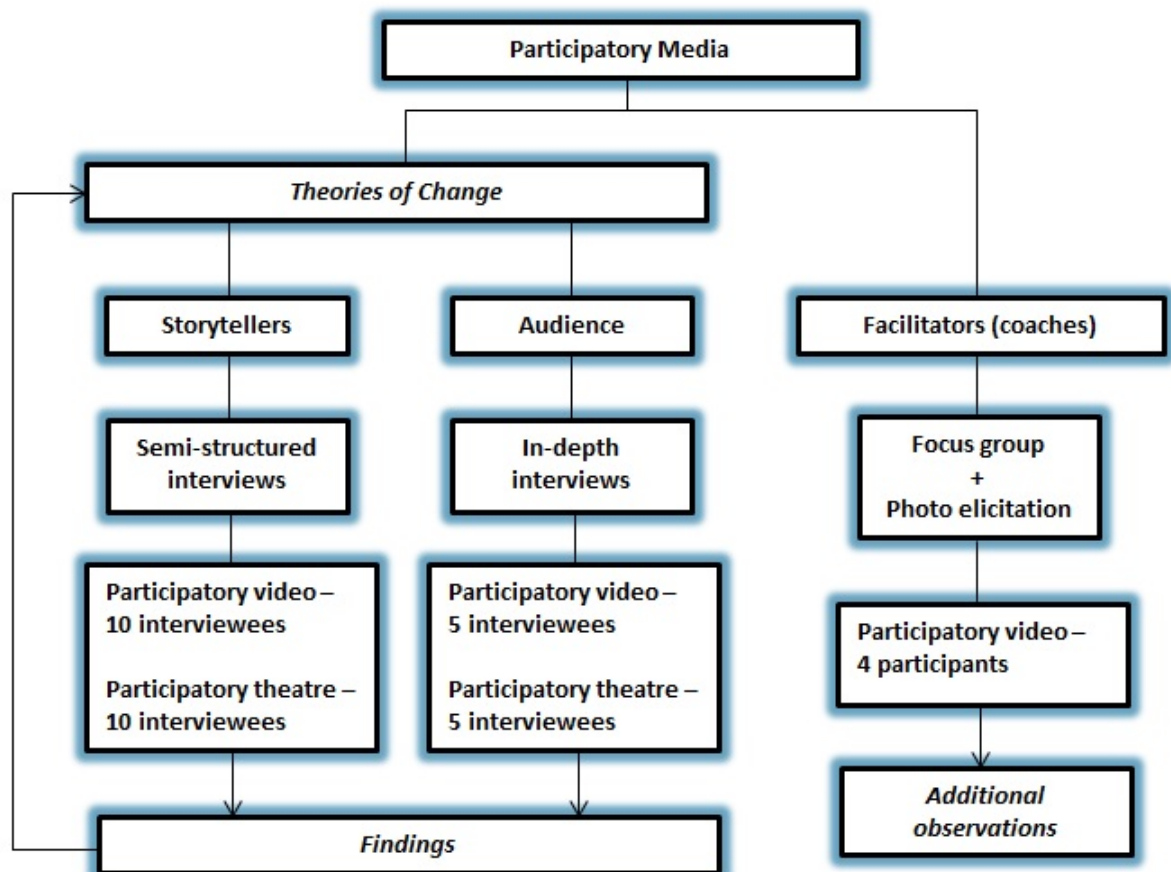 Participatory Media
Theories of Change
Storytellers
Audience
Facilitators (coaches)
Semi-structured
interviews
In-depth
interviews
Focus group
+
Photo elicitation
Participatory video –
10 interviewees
Participatory theatre –
10 interviewees
Participatory video –
5 interviewees
Participatory theatre –
5 interviewees
Participatory video –
4 participants
Findings
Additional
observations